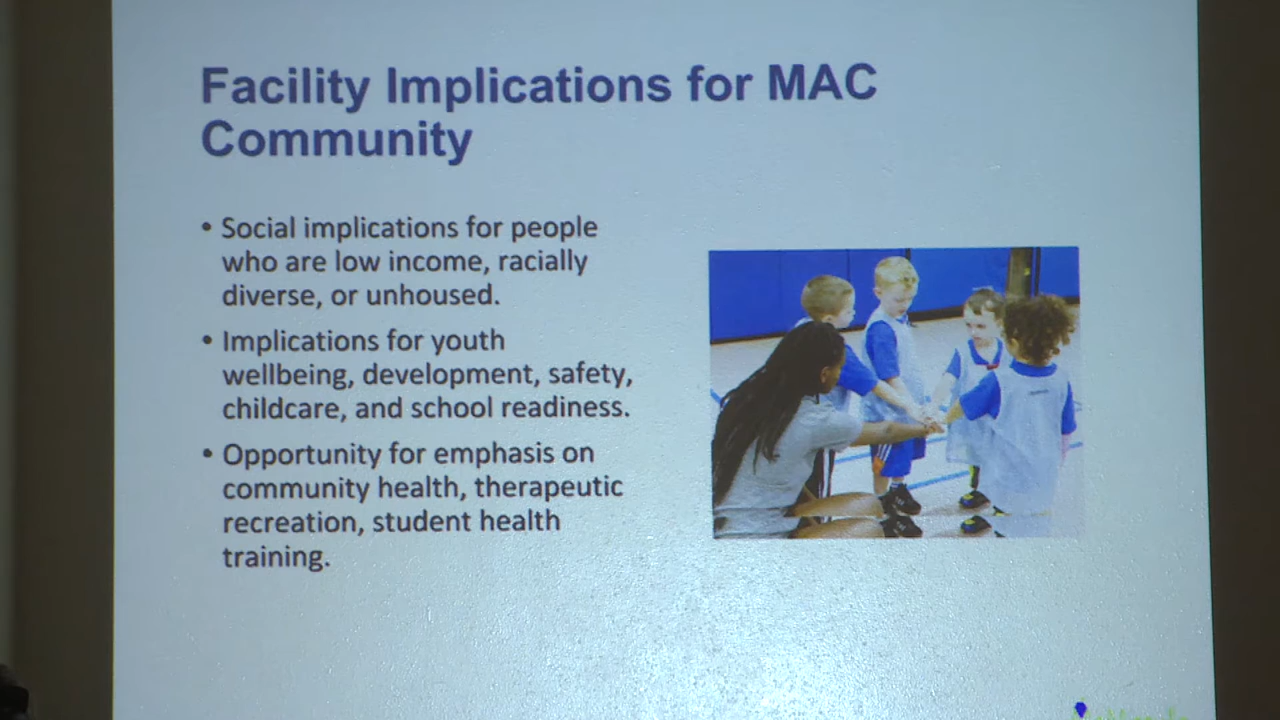 Facility Implications for MAC
Community
• Social implications for people
who are low income, racially
diverse, or unhoused.
• Implications for youth
wellbeing, development, safety,
childcare, and school readiness.
• Opportunity for emphasis on
community health, therapeutic
recreation, student health
training.